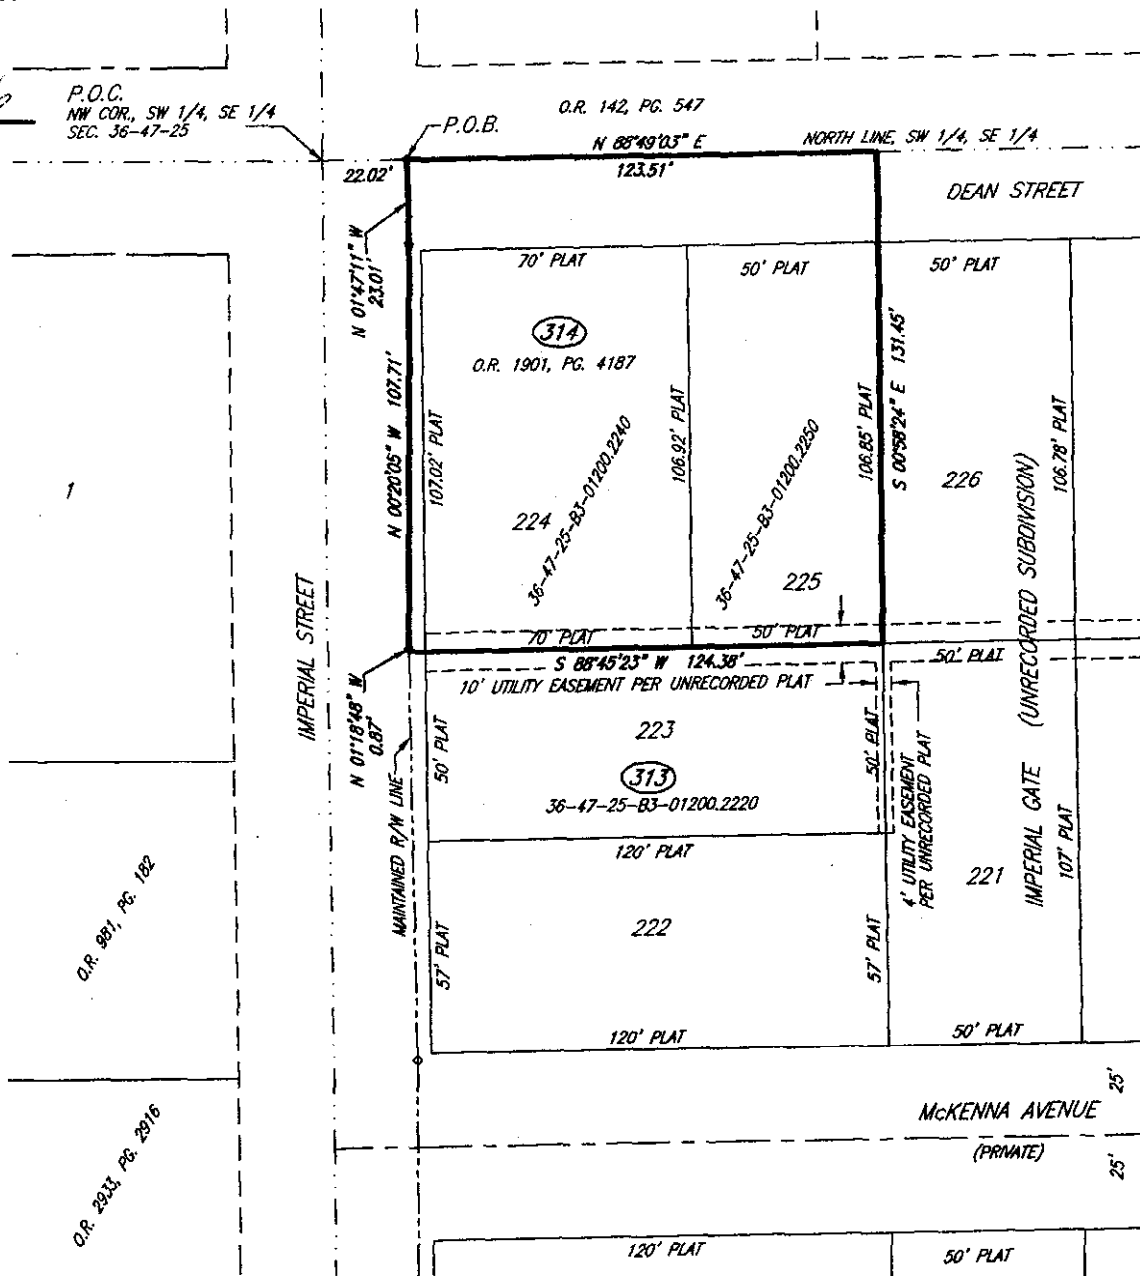 P.O.C.
NW COR., SW 1/4, SE 1/4
SEC. 36-47-25
P.O.B.
O.R. 142, PG. 547
N 88°49'03" E
NORTH LINE, SW 1/4, SE 1/4
22.02'
123.51'
DEAN STREET
N 01°47'11" W
23.01'
70' PLAT
50' PLAT
50' PLAT
314
O.R. 1901, PG. 4187
N 00°20'05" W 107.71'
107.02' PLAT
36-47-25-B3-01200.2240
106.92' PLAT
36-47-25-B3-01200.2250
106.85' PLAT
S 00°58'24" E 131.45'
106.78' PLAT
1
224
225
226
IMPERIAL STREET
IMPERIAL GATE (UNRECORDED SUBDIVISION)
70' PLAT
50' PLAT
50' PLAT
S 88°45'23" W 124.38'
10' UTILITY EASEMENT PER UNRECORDED PLAT
N 01°18'48" W
0.87'
MAINTAINED R/W LINE
50' PLAT
223
313
36-47-25-B3-01200.2220
50' PLAT
4' UTILITY EASEMENT
PER UNRECORDED PLAT
120' PLAT
107' PLAT
221
O.R. 981, PG. 182
57' PLAT
222
57' PLAT
120' PLAT
50' PLAT
25'
McKENNA AVENUE
(PRIVATE)
25'
O.R. 2933, PG. 2916
120' PLAT
50' PLAT